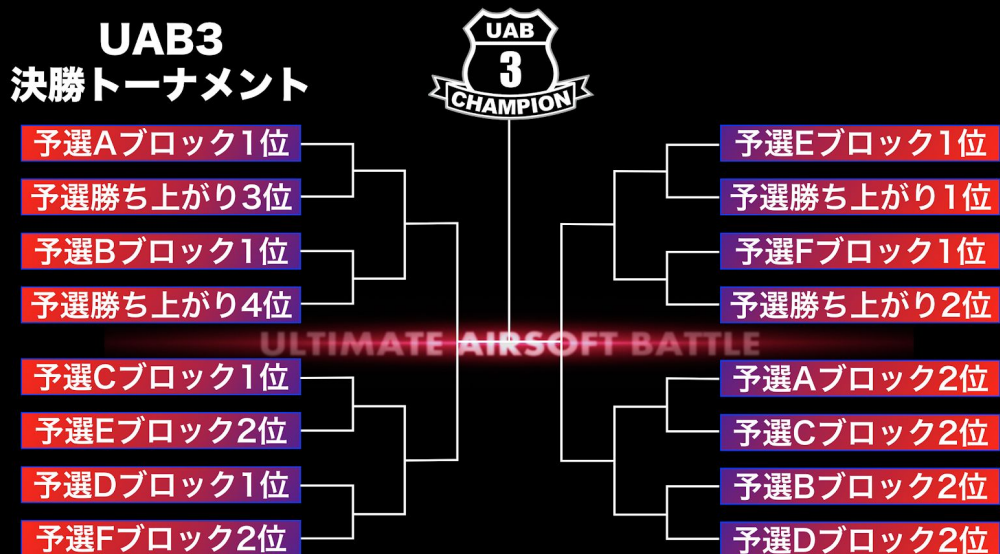 UAB3
決勝トーナメント
UAB
3
CHAMPION
予選Aブロック1位
予選勝ち上がり3位
予選Bブロック1位
予選勝ち上がり4位
予選Cブロック1位
予選Eブロック2位
予選Dブロック1位
予選Fブロック2位
ULTIMATE AIRSOFT BATTLE
予選Eブロック1位
予選勝ち上がり1位
予選Fブロック1位
予選勝ち上がり2位
予選Aブロック2位
予選Cブロック2位
予選Bブロック2位
予選Dブロック2位